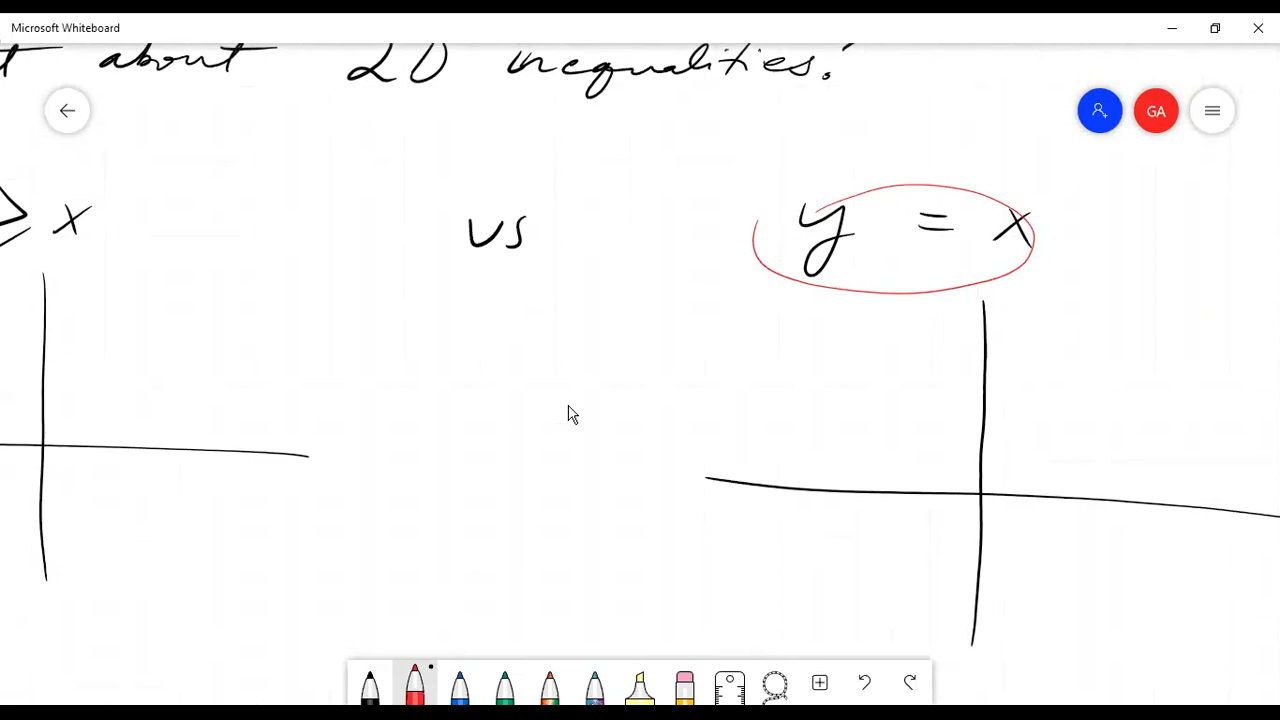 Microsoft Whiteboard
about 2D inequalities?
GA
≥ x vs y = x